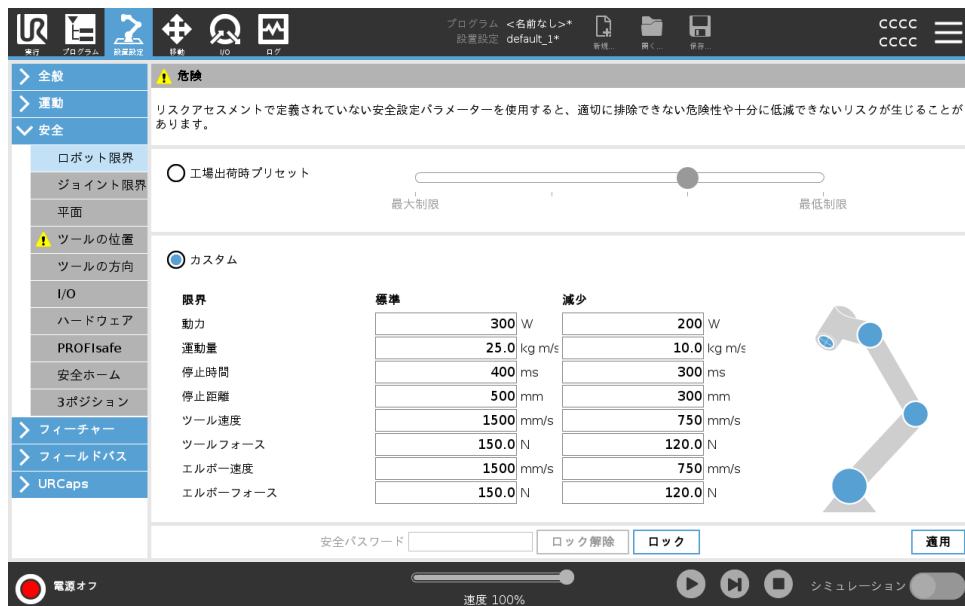 UR
実行
プログラム
設置設定
移動
I/O
ログ
プログラム <名前なし>*
設置設定 default_1*
新規...
開く...
保存...
CCCC
CCCC
全般
運動
安全
ロボット限界
ジョイント限界
平面
ツールの位置
ツールの方向
I/O
ハードウェア
PROFIsafe
安全ホーム
3ポジション
フィーチャー
フィールドバス
URCaps
危険
リスクアセスメントで定義されていない安全設定パラメーターを使用すると、適切に排除できない危険性や十分に低減できないリスクが生じることが
あります。
工場出荷時プリセット
最大制限 最低制限
カスタム
限界 標準 減少
動力 300 W 200 W
運動量 25.0 kg m/s 10.0 kg m/s
停止時間 400 ms 300 ms
停止距離 500 mm 300 mm
ツール速度 1500 mm/s 750 mm/s
ツールフォース 150.0 N 120.0 N
エルボー速度 1500 mm/s 750 mm/s
エルボーフォース 150.0 N 120.0 N
安全パスワード ロック解除 ロック 適用
電源オフ
速度 100%
シミュレーション